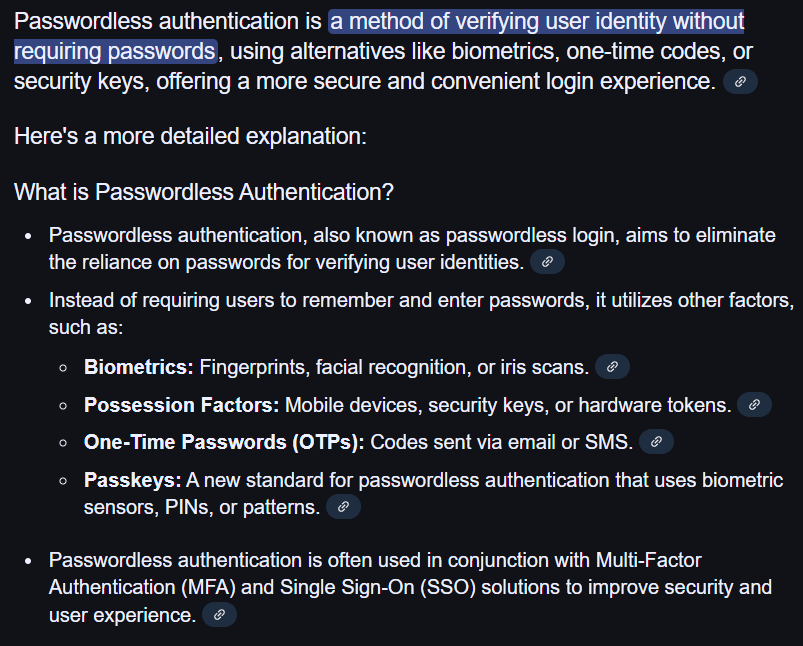 Passwordless authentication is a method of verifying user identity without
requiring passwords, using alternatives like biometrics, one-time codes, or
security keys, offering a more secure and convenient login experience.
Here's a more detailed explanation:
What is Passwordless Authentication?
• Passwordless authentication, also known as passwordless login, aims to eliminate
the reliance on passwords for verifying user identities.
• Instead of requiring users to remember and enter passwords, it utilizes other factors,
such as:
◦ Biometrics: Fingerprints, facial recognition, or iris scans.
◦ Possession Factors: Mobile devices, security keys, or hardware tokens.
◦ One-Time Passwords (OTPs): Codes sent via email or SMS.
◦ Passkeys: A new standard for passwordless authentication that uses biometric
sensors, PINs, or patterns.
• Passwordless authentication is often used in conjunction with Multi-Factor
Authentication (MFA) and Single Sign-On (SSO) solutions to improve security and
user experience.